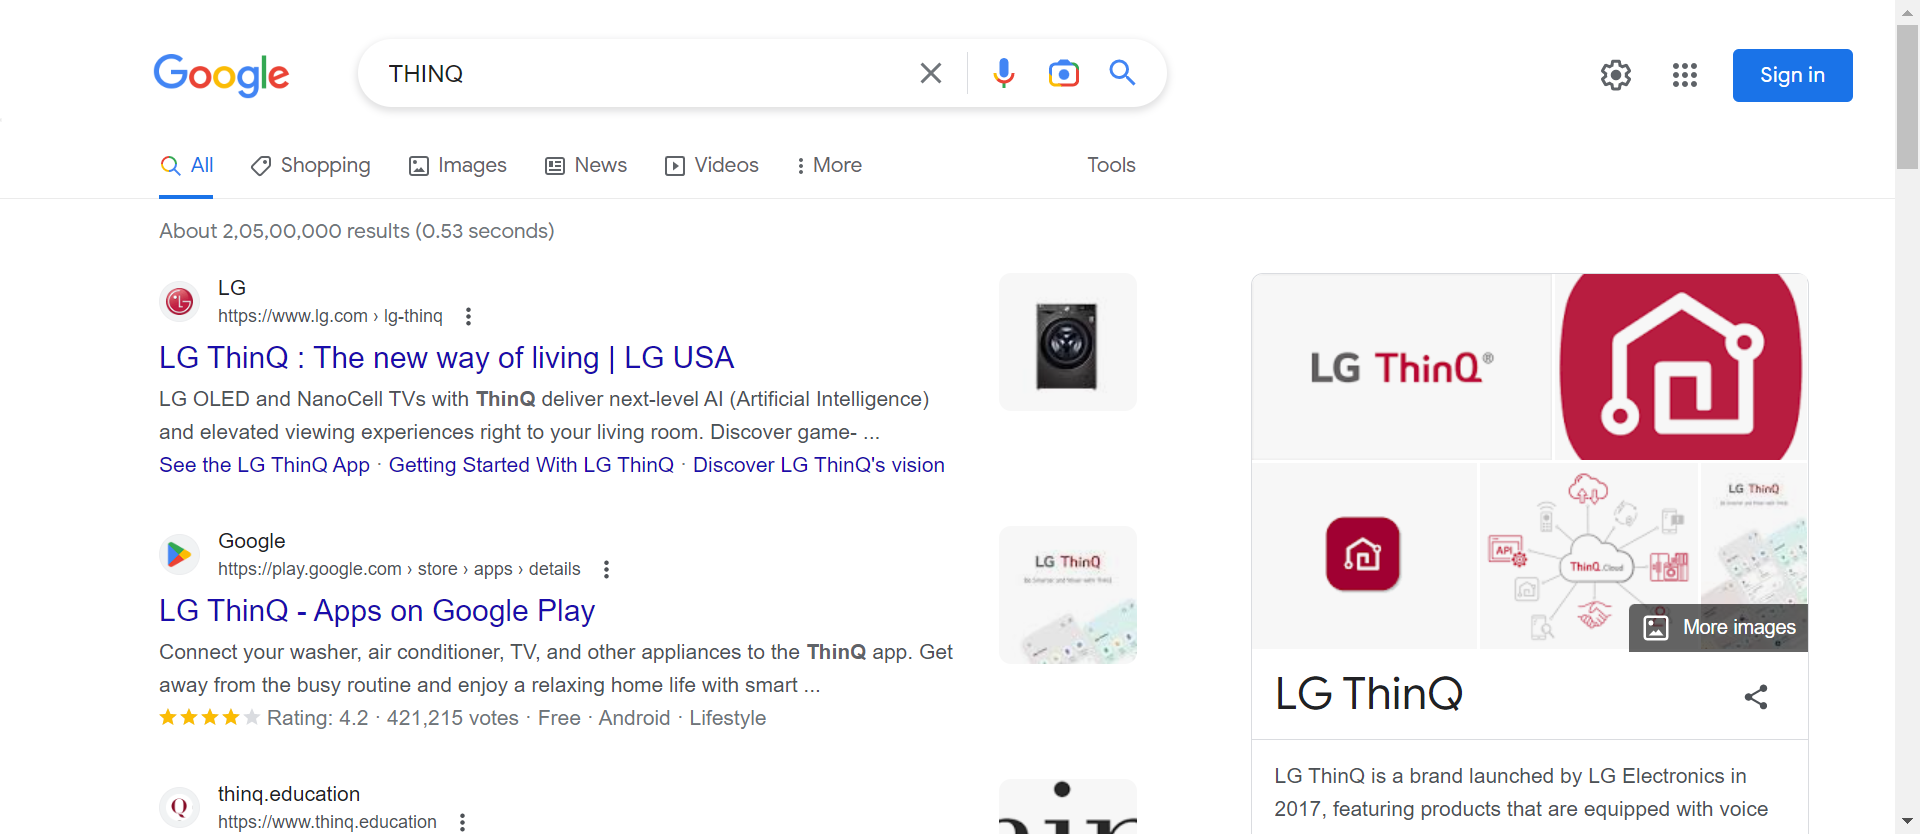 Google
THINQ
Sign in
All
Shopping
Images
News
Videos
More
Tools
About 2,05,00,000 results (0.53 seconds)
LG
https://www.lg.com › lg-thinq
LG ThinQ : The new way of living | LG USA
LG OLED and NanoCell TVs with ThinQ deliver next-level AI (Artificial Intelligence)
and elevated viewing experiences right to your living room. Discover game- ...
See the LG ThinQ App · Getting Started With LG ThinQ · Discover LG ThinQ's vision
Google
https://play.google.com › store › apps › details
LG ThinQ - Apps on Google Play
Connect your washer, air conditioner, TV, and other appliances to the ThinQ app. Get
away from the busy routine and enjoy a relaxing home life with smart ...
Rating: 4.2 · 421,215 votes · Free · Android · Lifestyle
LG ThinQ
thinq.education
https://www.thinq.education
LG ThinQ®
LG ThinQ
API
ThinQ.Cloud
More images
LG ThinQ
LG ThinQ is a brand launched by LG Electronics in
2017, featuring products that are equipped with voice